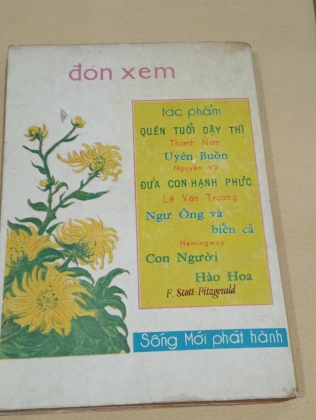 đón xem
tác phẩm
QUÊN TUỔI DẬY THÌ
Thanh Nam
Uyên Buồn
Nguyễn Vũ
ĐỨA CON HẠNH PHÚC
Lê Văn Trương
Ngư Ông và
biển cả
Hemingway
Con Người
Hào Hoa
F. Scott Fitzgerald
Sống Mới phát hành